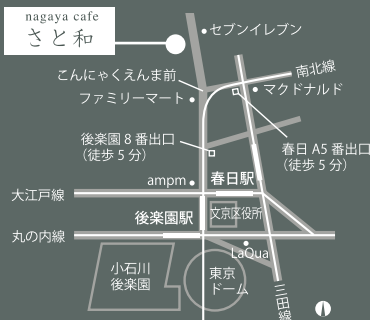 nagaya cafe
さと和
セブンイレブン
こんにゃくえんま前
南北線
ファミリーマート
マクドナルド
後楽園8番出口
（徒歩5分）
春日A5番出口
（徒歩5分）
ampm
春日駅
大江戸線
後楽園駅
文京区役所
丸の内線
LaQua
小石川
後楽園
東京
ドーム
三田線